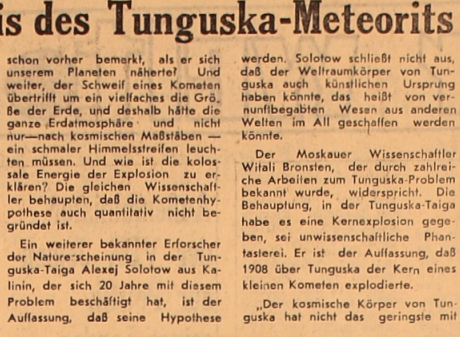 is des Tunguska-Meteorits
schon vorher bemerkt, als er sich
unserem Planeten näherte? Und
weiter, der Schweif eines Kometen
übertrifft um ein vielfaches die Grö-
ße der Erde, und deshalb hätte die
ganze Erdatmosphäre und nicht
nur—nach kosmischen Maßstäben —
ein schmaler Himmelsstreifen leuch-
ten müssen. Und wie ist die kolos-
sale Energie der Explosion zu er-
klären? Die gleichen Wissenschaft-
ler behaupten, daß die Kometenhy-
pothese auch quantitativ nicht be-
gründet ist.
Ein weiterer bekannter Erforscher
der Nature-scheinung in der Tun-
guska-Taiga Alexej Solotow aus Ka-
linin, der sich 20 Jahre mit diesem
Problem beschäftigt hat, ist der
Auffassung, daß seine Hypothese
werden. Solotow schließt nicht aus,
daß der Weltraumkörper von Tun-
guska auch künstlichen Ursprung
haben könnte, das heißt von ver-
nunftbegabten Wesen aus anderen
Welten im All geschaffen werden
könnte.
Der Moskauer Wissenschaftler
Witali Bronsten, der durch zahlrei-
che Arbeiten zum Tunguska-Problem
bekannt wurde, widerspricht. Die
Behauptung, in der Tunguska-Taiga
habe es eine Kernexplosion gege-
ben, sei unwissenschaftliche Phan-
tasterei. Er ist der Auffassung, daß
1908 über Tunguska der Kern eines
kleinen Kometen explodierte.
„Der kosmische Körper von Tun-
guska hat nicht das geringste mit